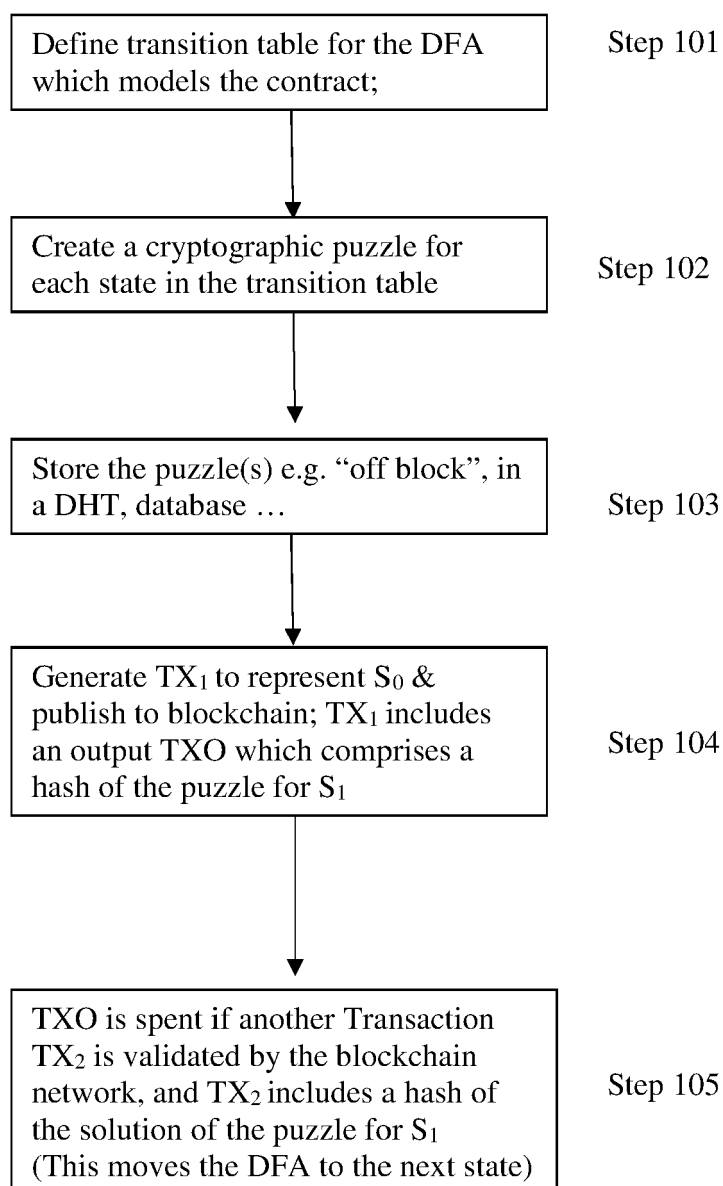 Define transition table for the DFA
which models the contract;
Step 101
Create a cryptographic puzzle for
each state in the transition table
Step 102
Store the puzzle(s) e.g. “off block”, in
a DHT, database …
Step 103
Generate TX₁ to represent S₀ &
publish to blockchain; TX₁ includes
an output TXO which comprises a
hash of the puzzle for S₁
Step 104
TXO is spent if another Transaction
TX₂ is validated by the blockchain
network, and TX₂ includes a hash of
the solution of the puzzle for S₁
(This moves the DFA to the next state)
Step 105